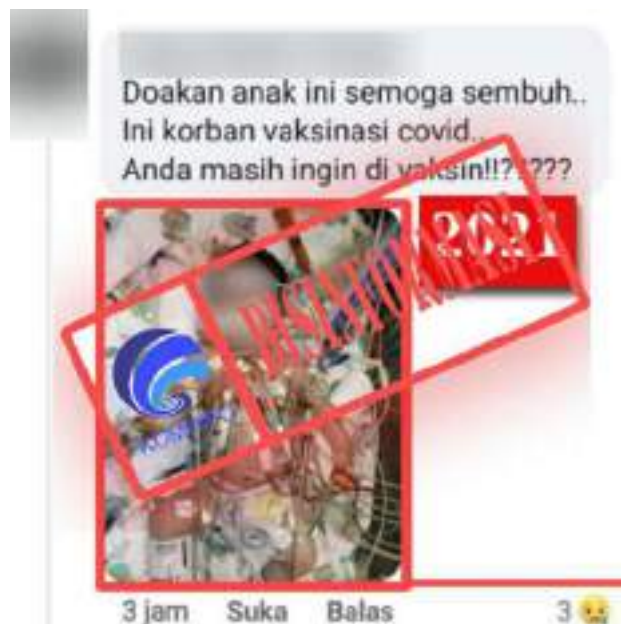 Doakan anak ini semoga sembuh..
Ini korban vaksinasi covid..
Anda masih ingin di vaksin!!?????
2021
DISINFORMASI
KOMINFO
3 jam Suka Balas 3